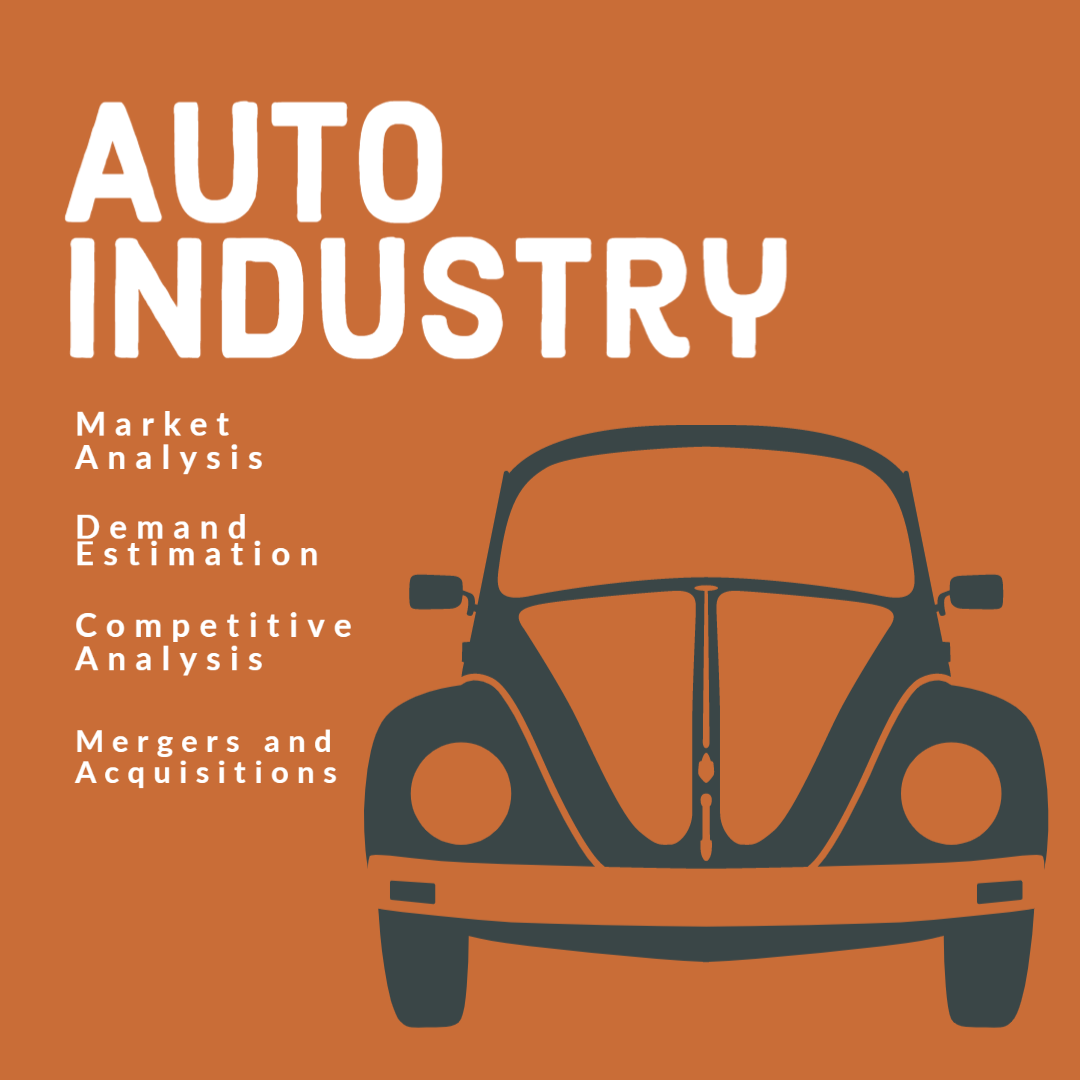 AUTO
INDUSTRY
Market
Analysis
Demand
Estimation
Competitive
Analysis
Mergers and
Acquisitions